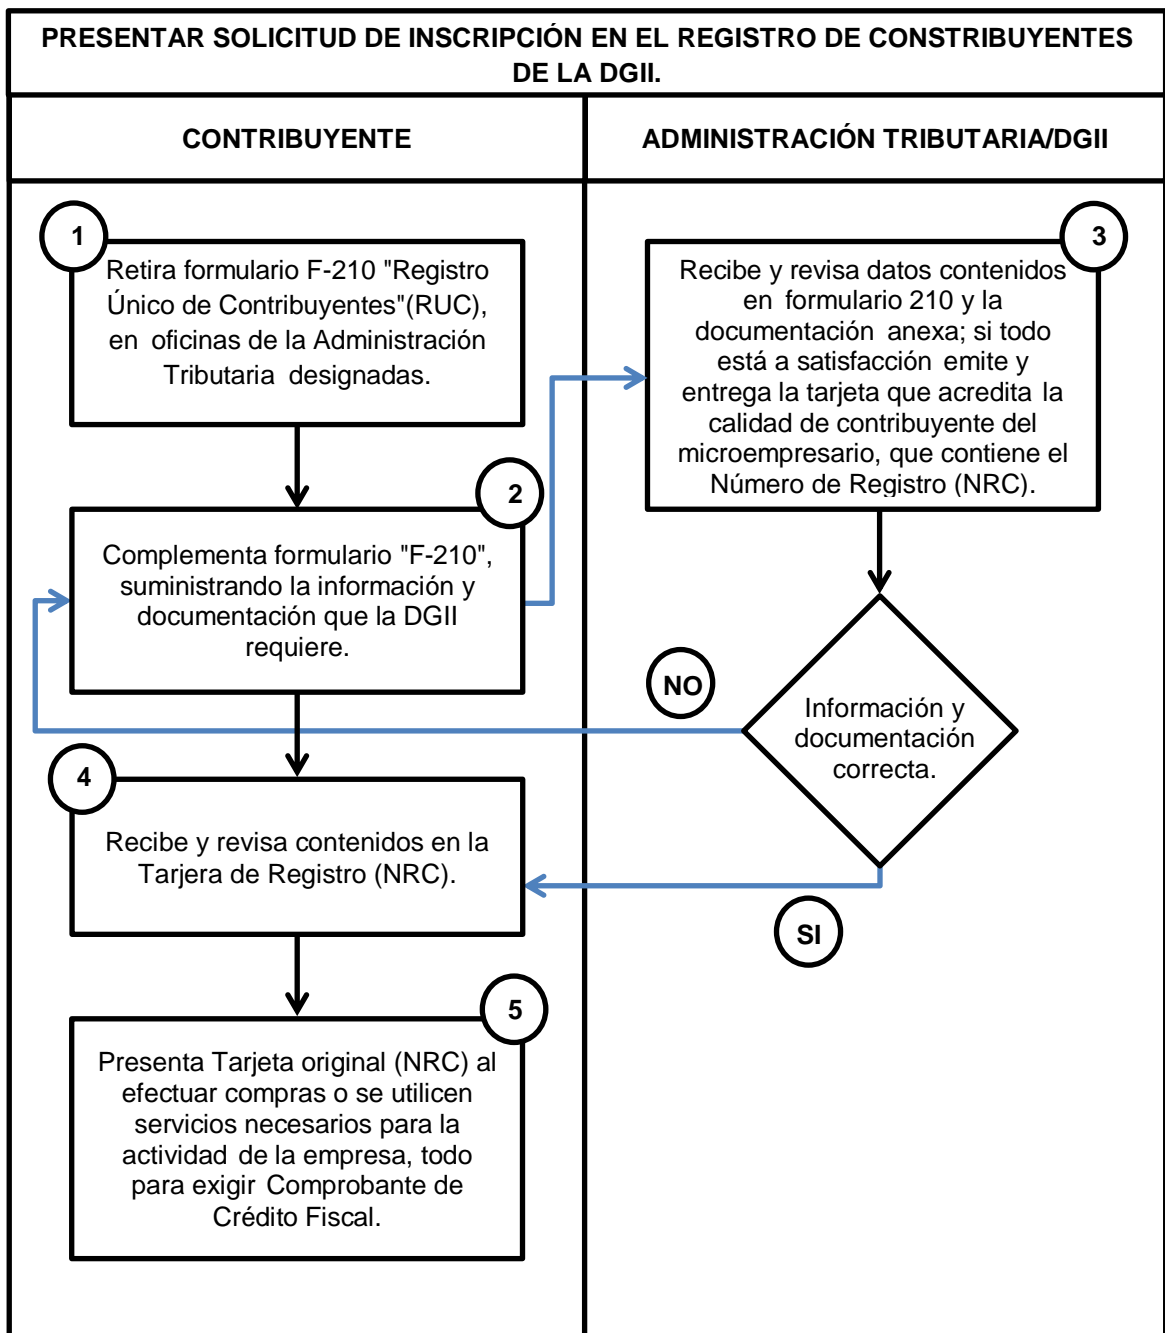 PRESENTAR SOLICITUD DE INSCRIPCIÓN EN EL REGISTRO DE CONSTRIBUYENTES
DE LA DGII.
CONTRIBUYENTE
ADMINISTRACIÓN TRIBUTARIA/DGII
1
Retira formulario F-210 "Registro
Único de Contribuyentes"(RUC),
en oficinas de la Administración
Tributaria designadas.
2
Complementa formulario "F-210",
suministrando la información y
documentación que la DGII
requiere.
3
Recibe y revisa datos contenidos
en formulario 210 y la
documentación anexa; si todo
está a satisfacción emite y
entrega la tarjeta que acredita la
calidad de contribuyente del
microempresario, que contiene el
Número de Registro (NRC).
NO
Información y
documentación
correcta.
SI
4
Recibe y revisa contenidos en la
Tarjera de Registro (NRC).
5
Presenta Tarjeta original (NRC) al
efectuar compras o se utilicen
servicios necesarios para la
actividad de la empresa, todo
para exigir Comprobante de
Crédito Fiscal.